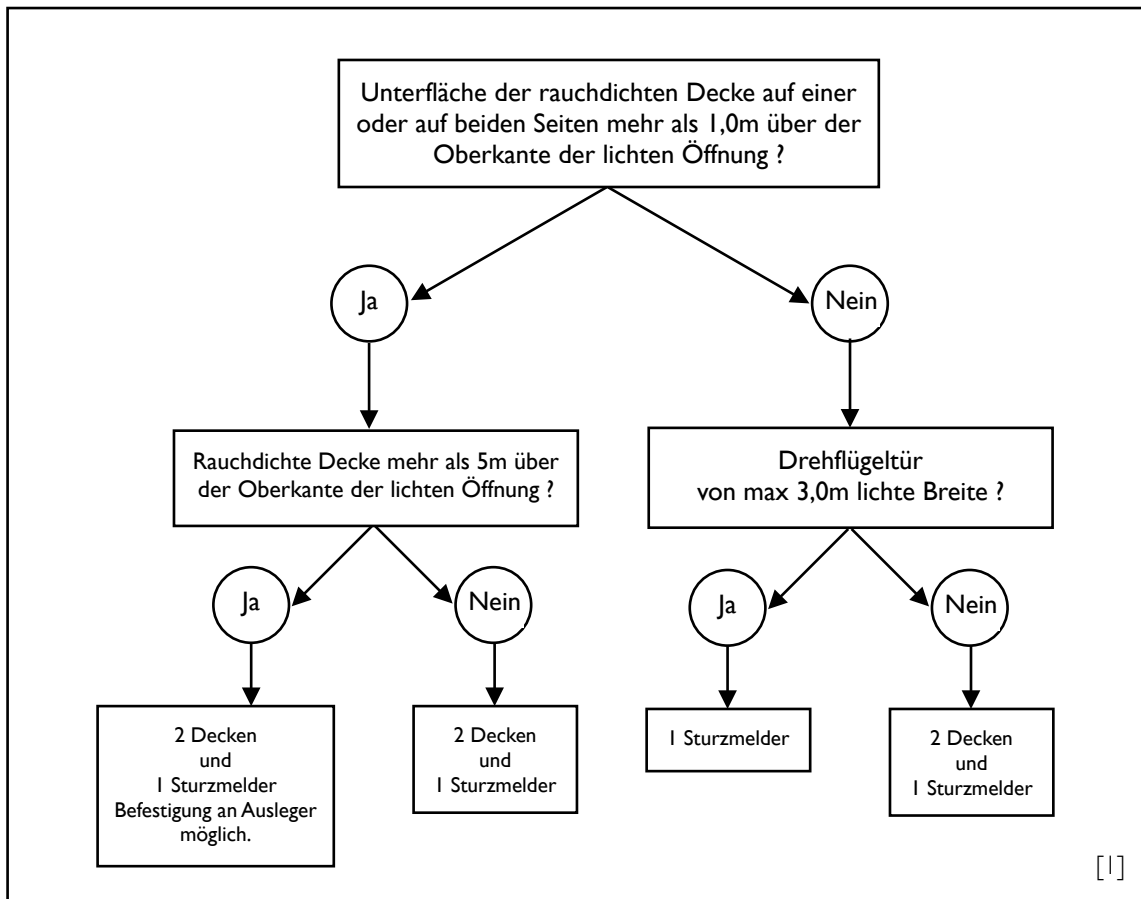 Unterfläche der rauchdichten Decke auf einer
oder auf beiden Seiten mehr als 1,0m über der
Oberkante der lichten Öffnung ?
Ja
Nein
Rauchdichte Decke mehr als 5m über
der Oberkante der lichten Öffnung ?
Drehflügeltür
von max 3,0m lichte Breite ?
Ja
Nein
Ja
Nein
2 Decken
und
1 Sturzmelder
Befestigung an Ausleger
möglich.
2 Decken
und
1 Sturzmelder
1 Sturzmelder
2 Decken
und
1 Sturzmelder
[1]